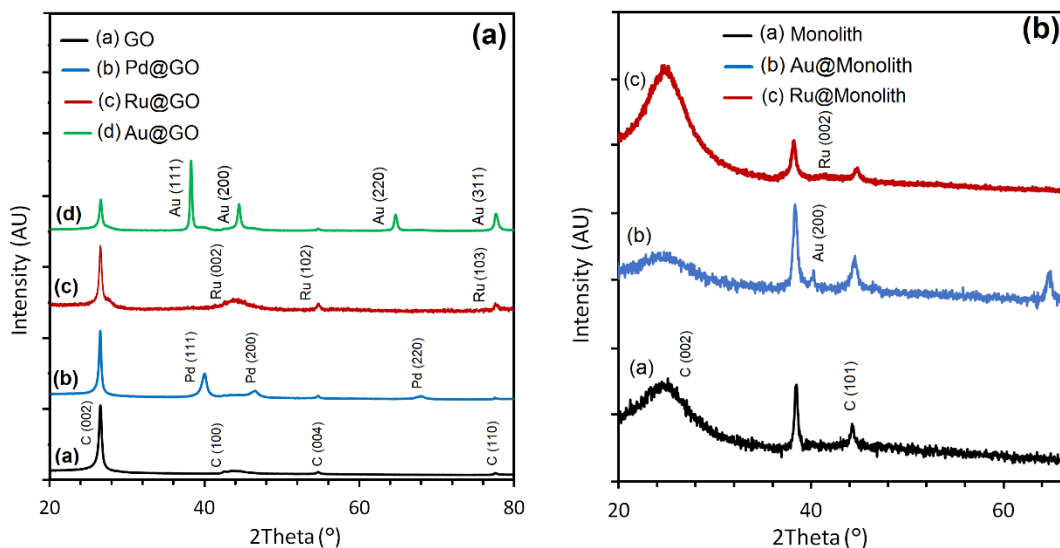 (a)
(a) GO
(b) Pd@GO
(c) Ru@GO
(d) Au@GO
Au (111)
Au (200)
Au (220)
Au (311)
(d)
Ru (002)
Ru (102)
Ru (103)
(c)
Pd (111)
Pd (200)
Pd (220)
(b)
C (002)
C (100)
C (004)
C (110)
(a)
Intensity (AU)
20
40
60
80
2Theta (°)
(b)
(a) Monolith
(b) Au@Monolith
(c) Ru@Monolith
(c)
Ru (002)
(b)
Au (200)
(a)
C (002)
C (101)
Intensity (AU)
20
40
60
2Theta (°)